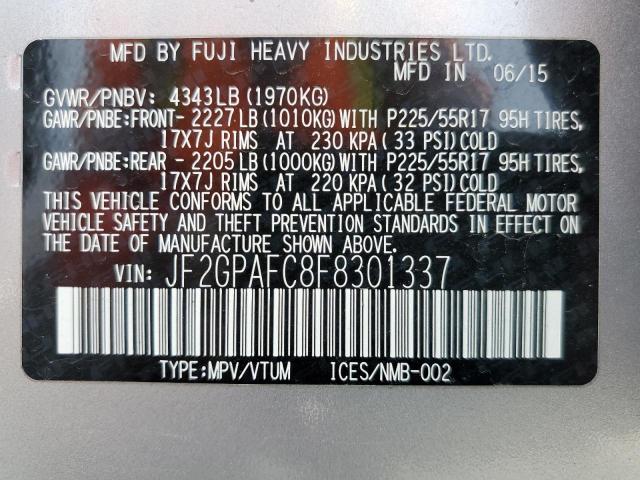 MFD BY FUJI HEAVY INDUSTRIES LTD.
MFD IN 06/15
GVWR/PNBV: 4343LB(1970KG)
GAWR/PNBE:FRONT- 2227LB(1010KG)WITH P225/55R17 95H TIRES,
17X7J RIMS AT 230 KPA( 33 PSI)COLD
GAWR/PNBE:REAR - 2205LB(1000KG)WITH P225/55R17 95H TIRES,
17X7J RIMS AT 220 KPA( 32 PSI)COLD
THIS VEHICLE CONFORMS TO ALL APPLICABLE FEDERAL MOTOR
VEHICLE SAFETY AND THEFT PREVENTION STANDARDS IN EFFECT ON
THE DATE OF MANUFACTURE SHOWN ABOVE.
VIN: JF2GPAFC8F8301337
TYPE:MPV/VTUM ICES/NMB-002